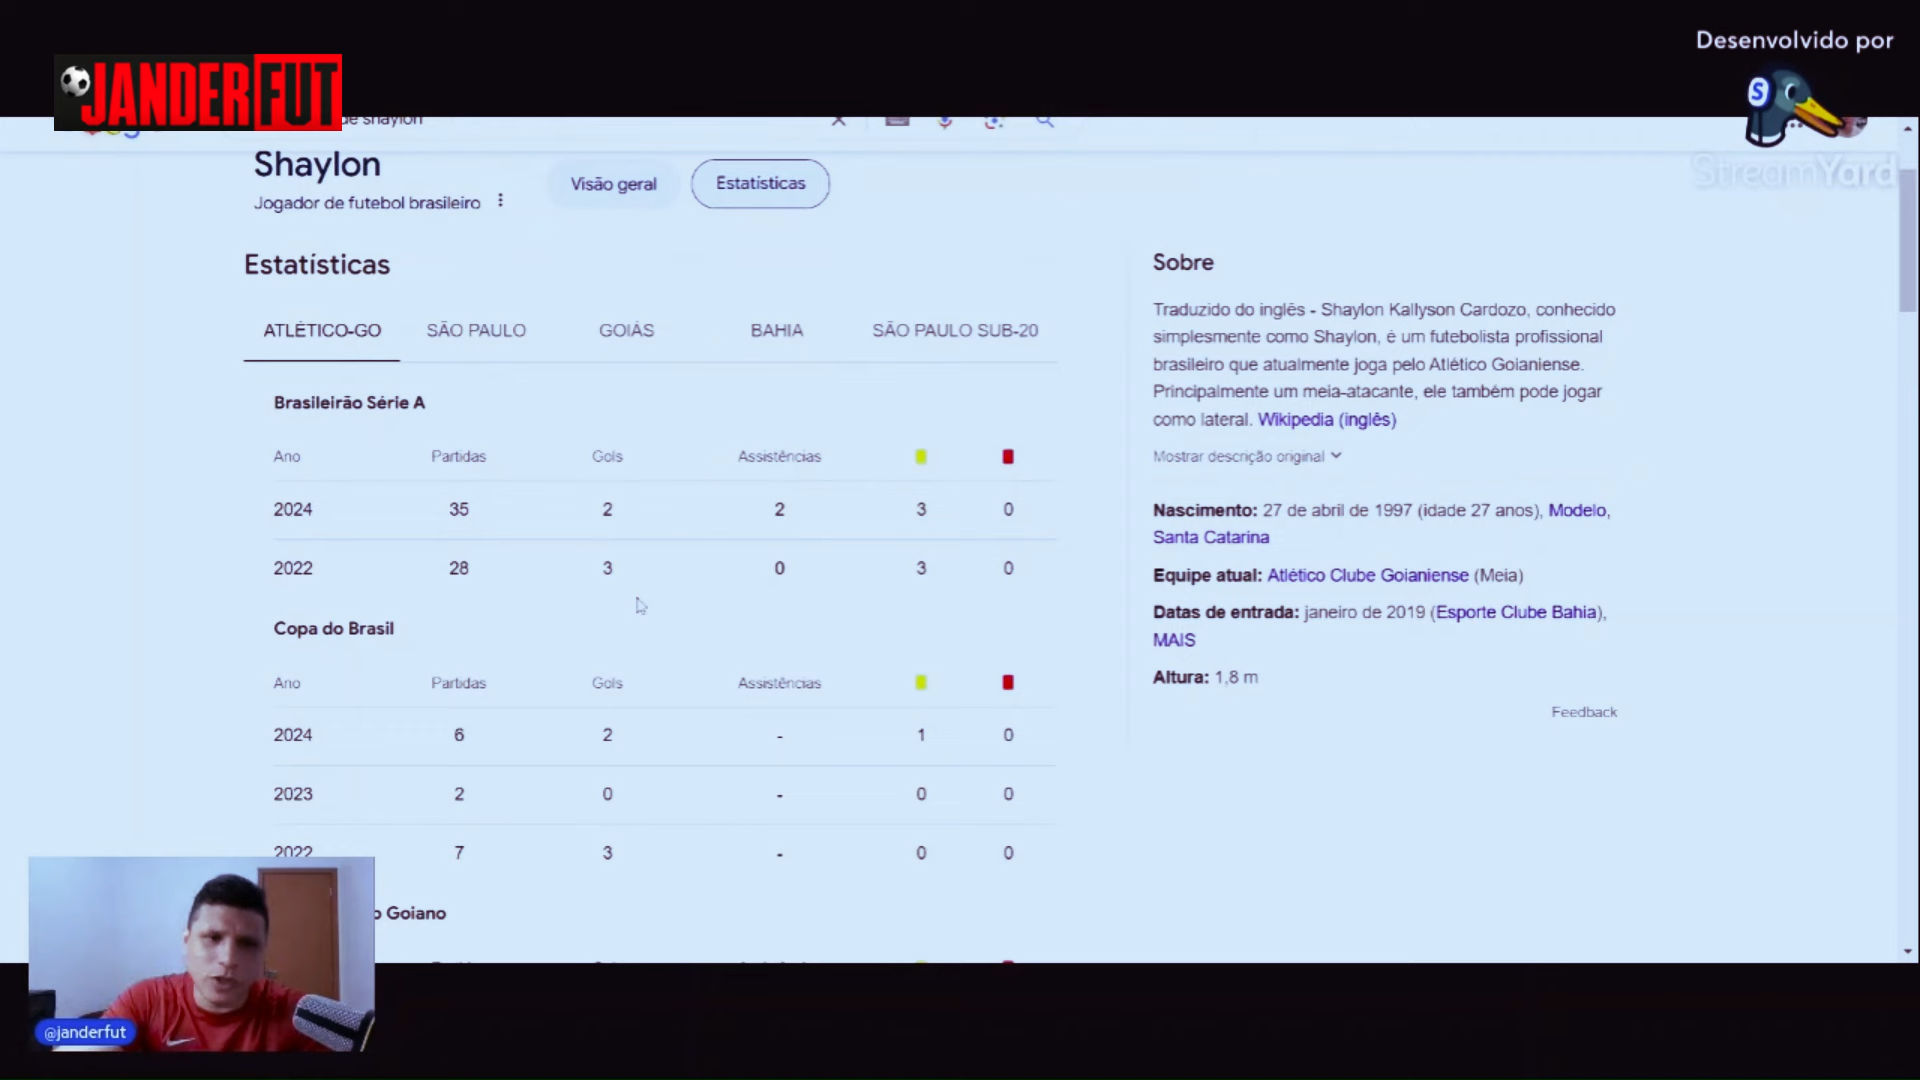 Desenvolvido por
JANDERFUT
de shaylon
S
StreamYard
Shaylon
Jogador de futebol brasileiro
Visão geral
Estatísticas
Estatísticas
ATLÉTICO-GO SÃO PAULO GOIÁS BAHIA SÃO PAULO SUB-20
Brasileirão Série A
Ano Partidas Gols Assistências
2024 35 2 2 3 0
2022 28 3 0 3 0
Copa do Brasil
Ano Partidas Gols Assistências
2024 6 2 - 1 0
2023 2 0 - 0 0
2022 7 3 - 0 0
o Goiano
Sobre
Traduzido do inglês - Shaylon Kallyson Cardozo, conhecido
simplesmente como Shaylon, é um futebolista profissional
brasileiro que atualmente joga pelo Atlético Goianiense.
Principalmente um meia-atacante, ele também pode jogar
como lateral. Wikipedia (inglês)
Mostrar descrição original
Nascimento: 27 de abril de 1997 (idade 27 anos), Modelo,
Santa Catarina
Equipe atual: Atlético Clube Goianiense (Meia)
Datas de entrada: janeiro de 2019 (Esporte Clube Bahia),
MAIS
Altura: 1,8 m
Feedback
@janderfut